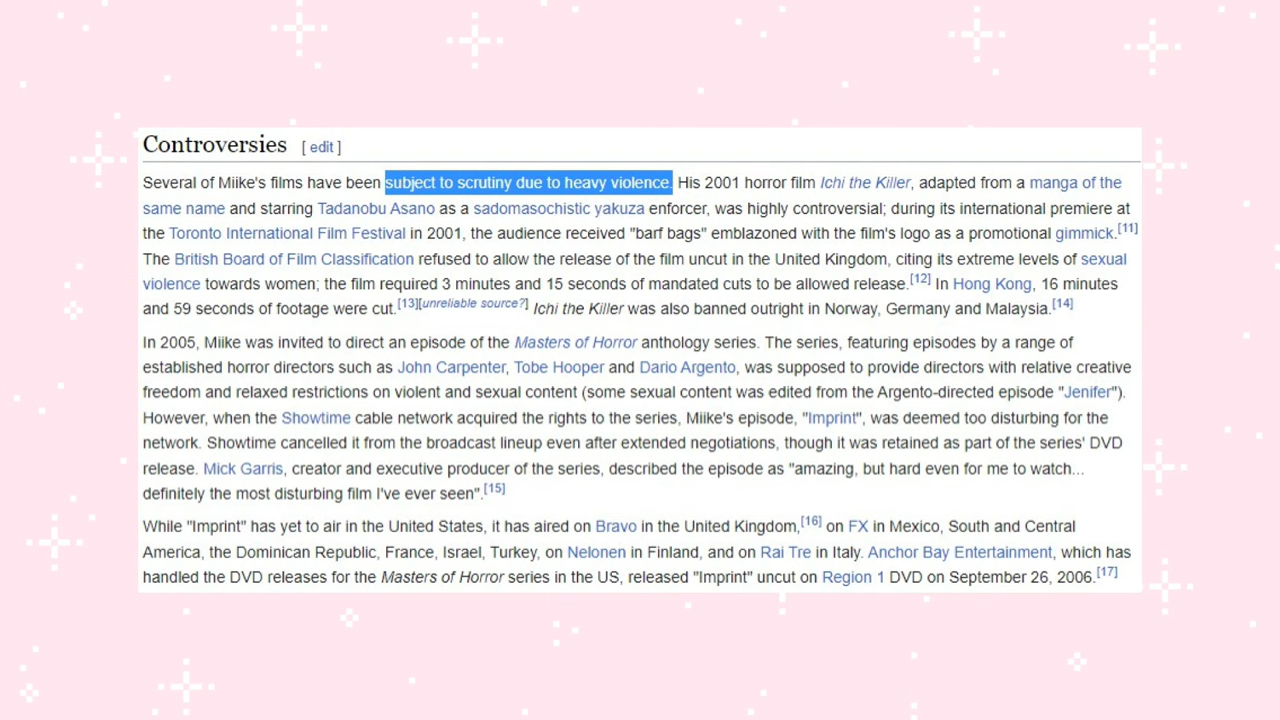 Controversies [ edit ]
Several of Miike's films have been subject to scrutiny due to heavy violence. His 2001 horror film Ichi the Killer, adapted from a manga of the
same name and starring Tadanobu Asano as a sadomasochistic yakuza enforcer, was highly controversial; during its international premiere at
the Toronto International Film Festival in 2001, the audience received "barf bags" emblazoned with the film's logo as a promotional gimmick.[11]
The British Board of Film Classification refused to allow the release of the film uncut in the United Kingdom, citing its extreme levels of sexual
violence towards women; the film required 3 minutes and 15 seconds of mandated cuts to be allowed release.[12] In Hong Kong, 16 minutes
and 59 seconds of footage were cut.[13][unreliable source?] Ichi the Killer was also banned outright in Norway, Germany and Malaysia.[14]
In 2005, Miike was invited to direct an episode of the Masters of Horror anthology series. The series, featuring episodes by a range of
established horror directors such as John Carpenter, Tobe Hooper and Dario Argento, was supposed to provide directors with relative creative
freedom and relaxed restrictions on violent and sexual content (some sexual content was edited from the Argento-directed episode "Jenifer").
However, when the Showtime cable network acquired the rights to the series, Miike's episode, "Imprint", was deemed too disturbing for the
network. Showtime cancelled it from the broadcast lineup even after extended negotiations, though it was retained as part of the series' DVD
release. Mick Garris, creator and executive producer of the series, described the episode as "amazing, but hard even for me to watch...
definitely the most disturbing film I've ever seen".[15]
While "Imprint" has yet to air in the United States, it has aired on Bravo in the United Kingdom,[16] on FX in Mexico, South and Central
America, the Dominican Republic, France, Israel, Turkey, on Nelonen in Finland, and on Rai Tre in Italy. Anchor Bay Entertainment, which has
handled the DVD releases for the Masters of Horror series in the US, released "Imprint" uncut on Region 1 DVD on September 26, 2006.[17]